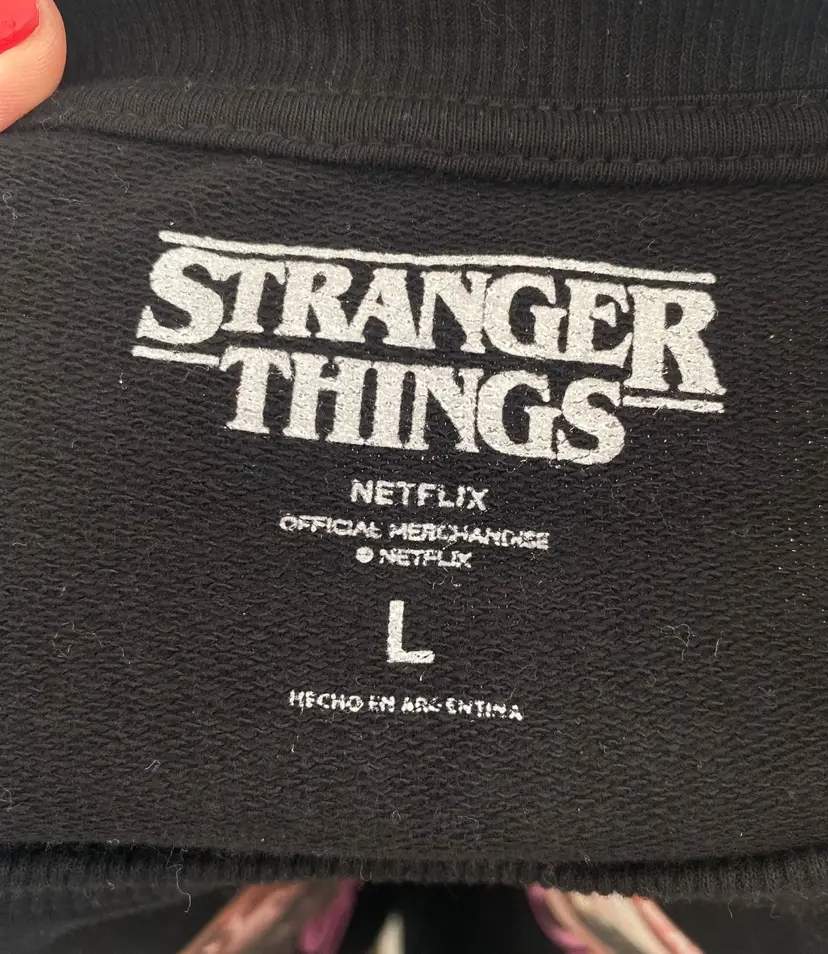 STRANGER
THINGS
NETFLIX
OFFICIAL MERCHANDISE
© NETFLIX
L
HECHO EN ARGENTINA